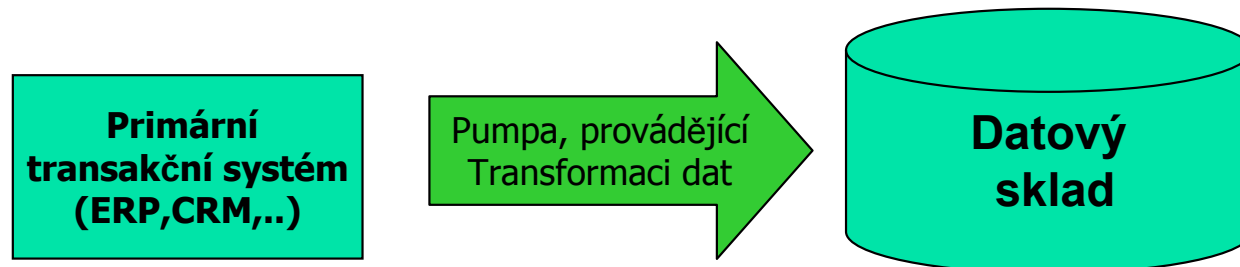 Primární
transakční systém
(ERP,CRM,..)
Pumpa, provádějící
Transformaci dat
Datový
sklad